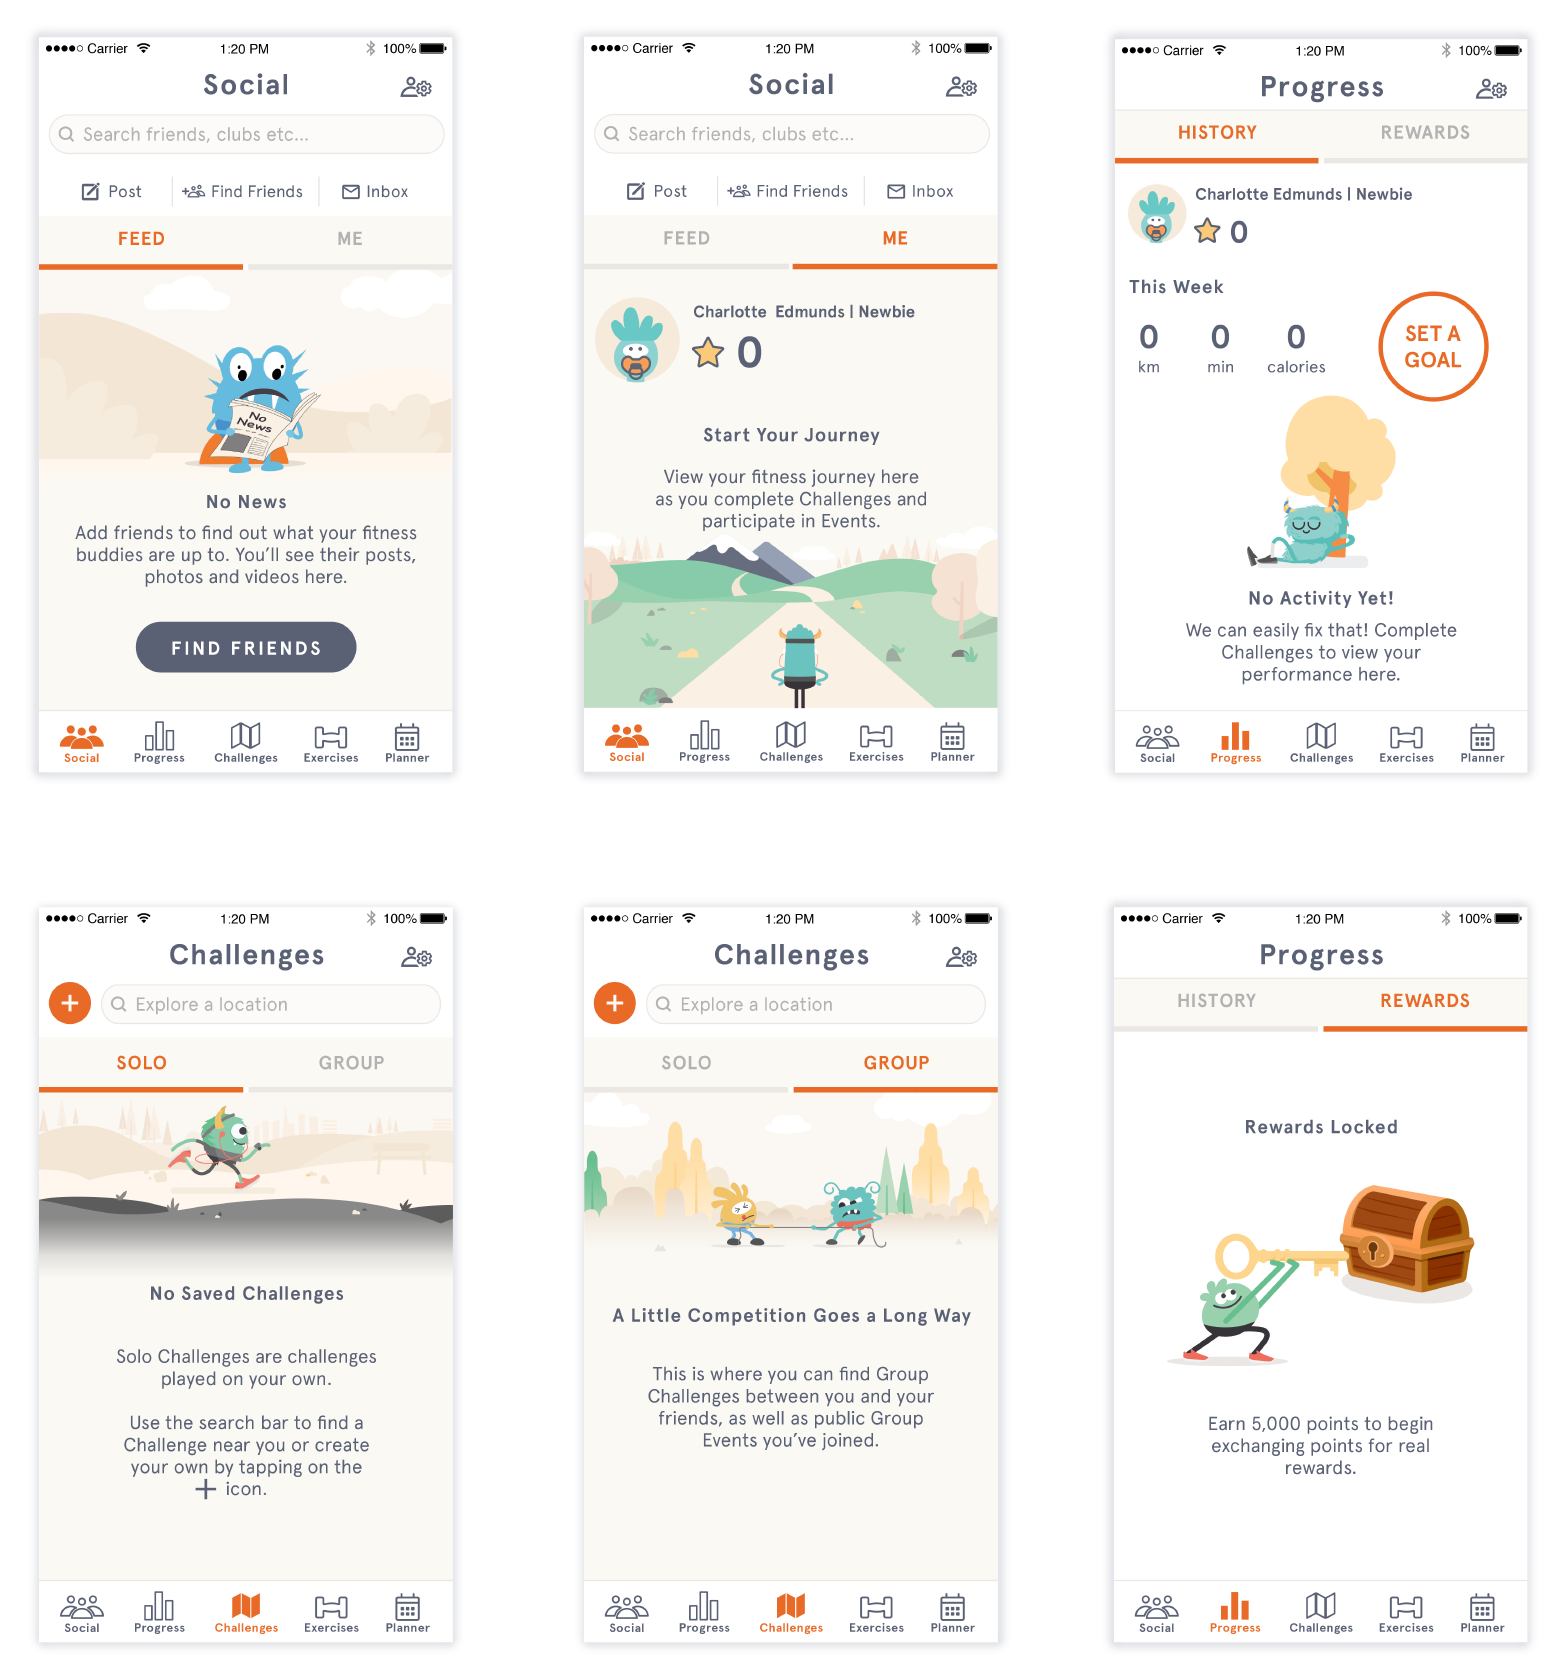 Carrier 1:20 PM 100%
Social
Search friends, clubs etc...
Post Find Friends Inbox
FEED ME
No
News
No News
Add friends to find out what your fitness
buddies are up to. You'll see their posts,
photos and videos here.
FIND FRIENDS
Social Progress Challenges Exercises Planner
Carrier 1:20 PM 100%
Social
Search friends, clubs etc...
Post Find Friends Inbox
FEED ME
Charlotte Edmunds | Newbie
0
Start Your Journey
View your fitness journey here
as you complete Challenges and
participate in Events.
Social Progress Challenges Exercises Planner
Carrier 1:20 PM 100%
Progress
HISTORY REWARDS
Charlotte Edmunds | Newbie
0
This Week
0 0 0
km min calories
SET A
GOAL
No Activity Yet!
We can easily fix that! Complete
Challenges to view your
performance here.
Social Progress Challenges Exercises Planner
Carrier 1:20 PM 100%
Challenges
+ Explore a location
SOLO GROUP
No Saved Challenges
Solo Challenges are challenges
played on your own.
Use the search bar to find a
Challenge near you or create
your own by tapping on the
+ icon.
Social Progress Challenges Exercises Planner
Carrier 1:20 PM 100%
Challenges
+ Explore a location
SOLO GROUP
A Little Competition Goes a Long Way
This is where you can find Group
Challenges between you and your
friends, as well as public Group
Events you've joined.
Social Progress Challenges Exercises Planner
Carrier 1:20 PM 100%
Progress
HISTORY REWARDS
Rewards Locked
Earn 5,000 points to begin
exchanging points for real
rewards.
Social Progress Challenges Exercises Planner